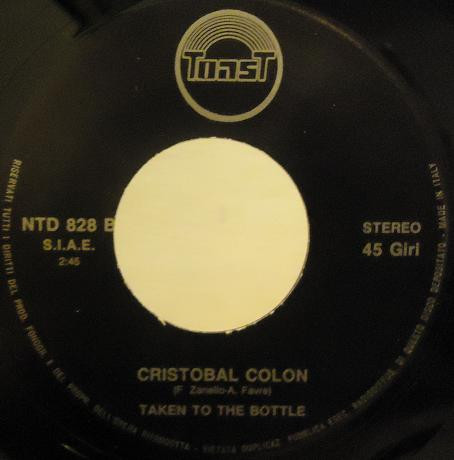 TOAST
NTD 828 B
S.I.A.E.
2:45
STEREO
45 Giri
CRISTOBAL COLON
(F. Zanello-A. Favre)
TAKEN TO THE BOTTLE
RISERVATI TUTTI I DIRITTI DEL PROD. FONOGR. E DEL PROPR. DELL'OPERA RIPRODOTTA - VIETATA DUPLICAZ. PUBBLICA ESEC. RADIODIFFUS. DI QUESTO DISCO DEPOSITATO - MADE IN ITALY